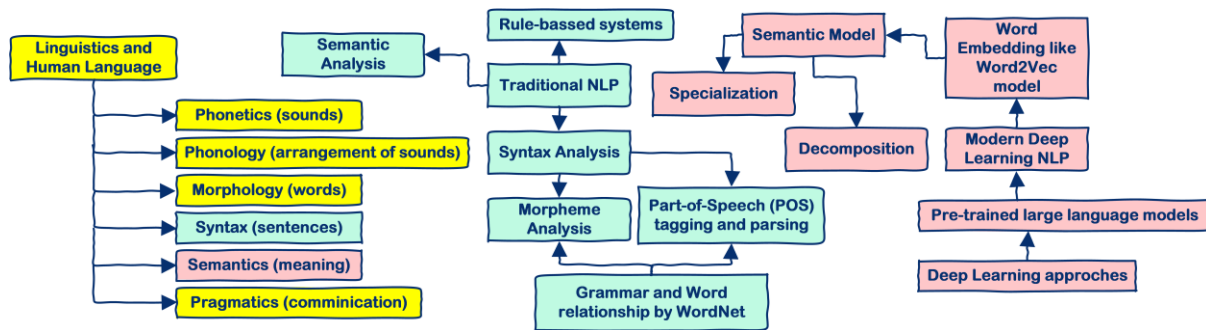 Linguistics and
Human Language
Phonetics (sounds)
Phonology (arrangement of sounds)
Morphology (words)
Syntax (sentences)
Semantics (meaning)
Pragmatics (comminication)
Semantic
Analysis
Rule-bassed systems
Traditional NLP
Syntax Analysis
Morpheme
Analysis
Part-of-Speech (POS)
tagging and parsing
Grammar and Word
relationship by WordNet
Semantic Model
Specialization
Decomposition
Word
Embedding like
Word2Vec
model
Modern Deep
Learning NLP
Pre-trained large language models
Deep Learning approches